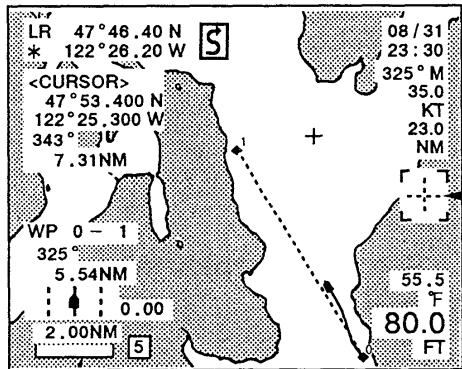 LR 47°46.40 N
* 122°26.20 W
S
<CURSOR>
47°53.400 N
122°25.300 W
343°
7.31NM
WP 0 - 1
325°
5.54NM
0.00
2.00NM
5
1
08/31
23:30
325°M
35.0
KT
23.0
NM
55.5
°F
80.0
FT